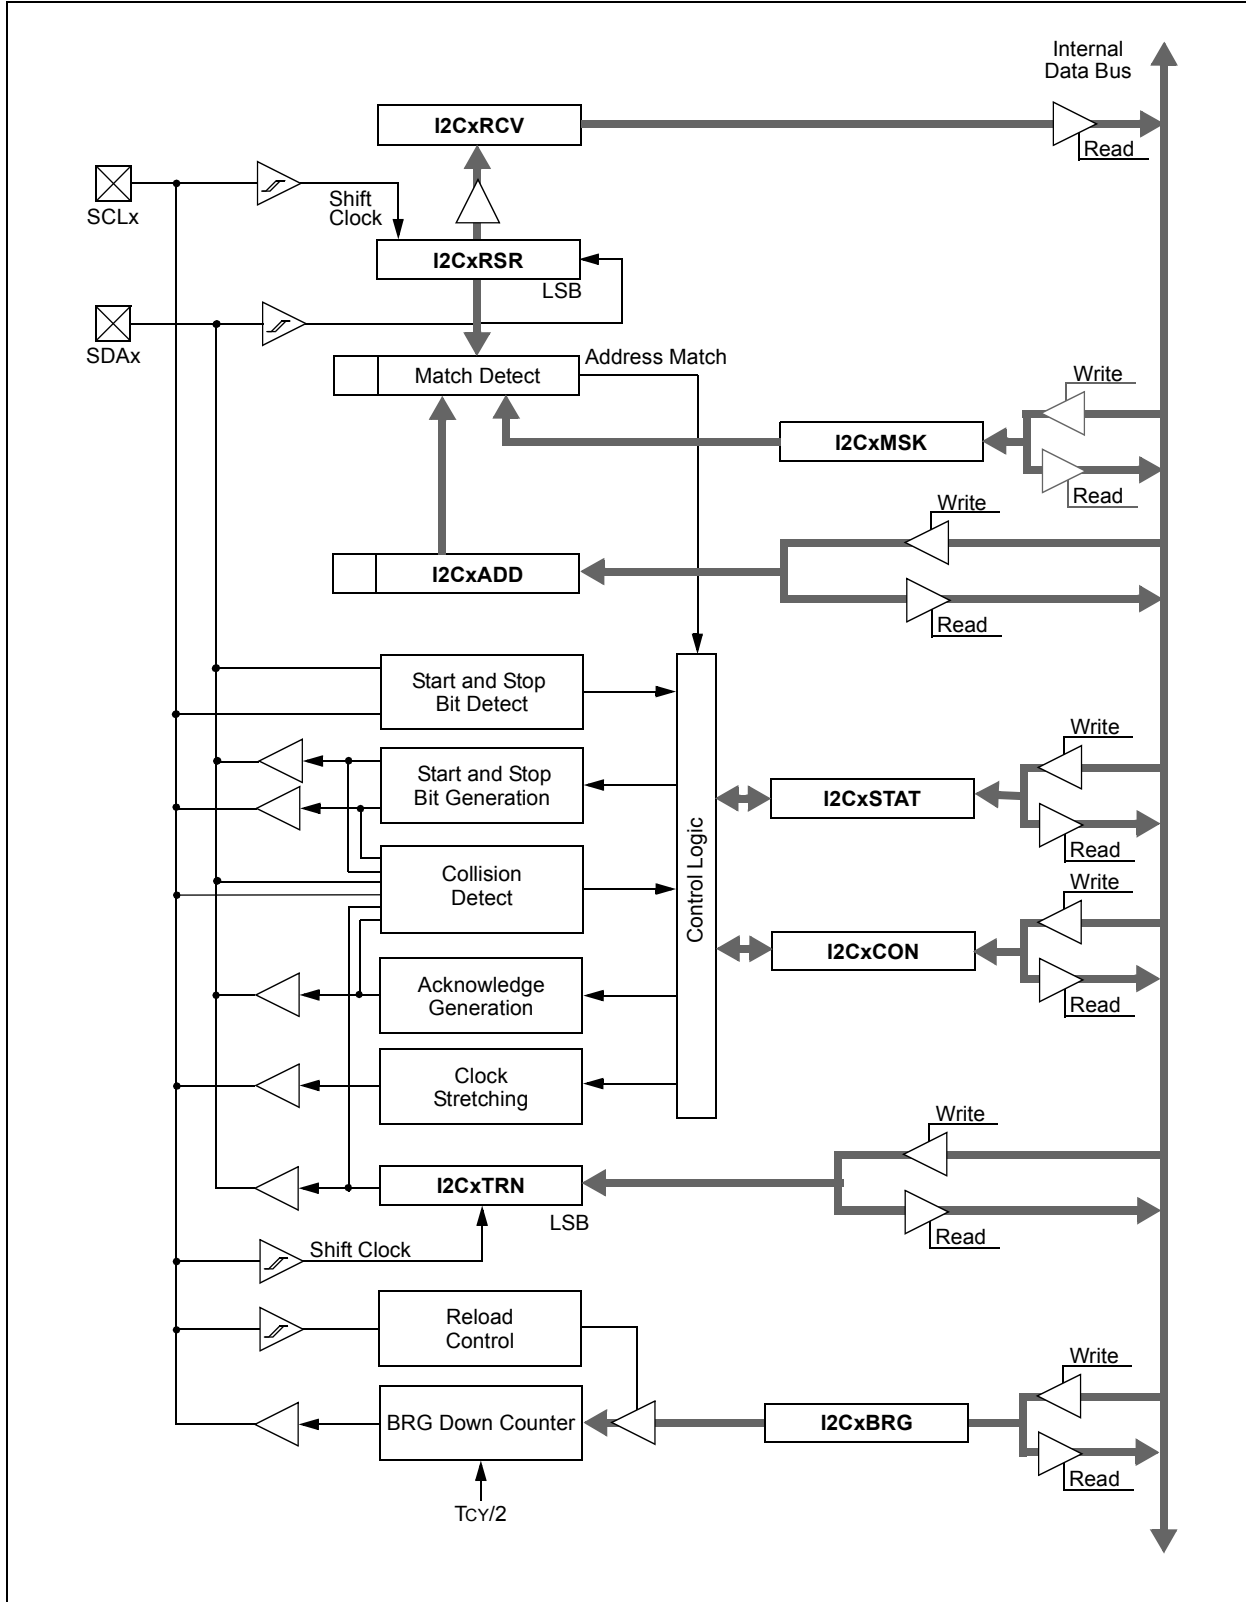 Internal
Data Bus
I2CxRCV
Read
SCLx
Shift
Clock
I2CxRSR
LSB
SDAx
Match Detect
Address Match
Write
I2CxMSK
Read
Write
I2CxADD
Read
Start and Stop
Bit Detect
Write
Start and Stop
Bit Generation
I2CxSTAT
Read
Control Logic
Collision
Detect
Write
I2CxCON
Read
Acknowledge
Generation
Clock
Stretching
Write
I2CxTRN
LSB
Read
Shift Clock
Reload
Control
Write
BRG Down Counter
I2CxBRG
Read
TCY/2